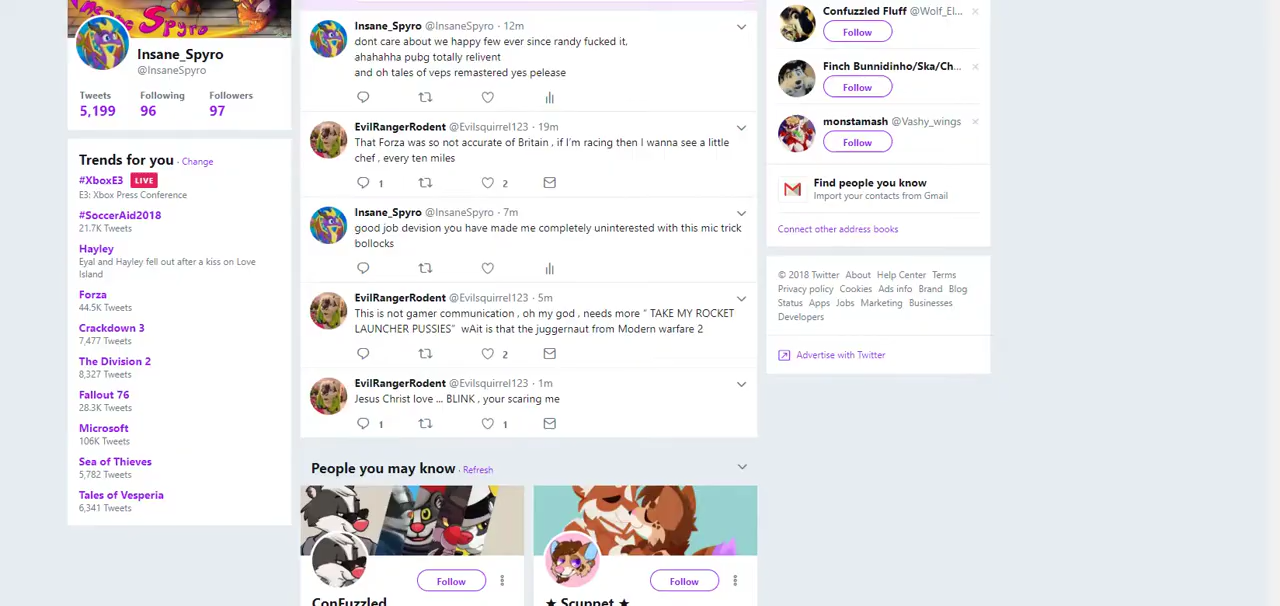 Insane Spyro
Insane_Spyro
@InsaneSpyro
Tweets Following Followers
5,199 96 97
Trends for you · Change
#XboxE3 LIVE
E3: Xbox Press Conference
#SoccerAid2018
21.7K Tweets
Hayley
Eyal and Hayley fell out after a kiss on Love
Island
Forza
44.5K Tweets
Crackdown 3
7,477 Tweets
The Division 2
8,327 Tweets
Fallout 76
28.3K Tweets
Microsoft
106K Tweets
Sea of Thieves
5,782 Tweets
Tales of Vesperia
6,341 Tweets
Insane_Spyro @InsaneSpyro · 12m
dont care about we happy few ever since randy fucked it.
ahahahha pubg totally relivent
and oh tales of veps remastered yes pelease
EvilRangerRodent @Evilsquirrel123 · 19m
That Forza was so not accurate of Britain , if I'm racing then I wanna see a little
chef , every ten miles
1 2
Insane_Spyro @InsaneSpyro · 7m
good job devision you have made me completely uninterested with this mic trick
bollocks
EvilRangerRodent @Evilsquirrel123 · 5m
This is not gamer communication , oh my god , needs more “ TAKE MY ROCKET
LAUNCHER PUSSIES” wAit is that the juggernaut from Modern warfare 2
2
EvilRangerRodent @Evilsquirrel123 · 1m
Jesus Christ love ... BLINK , your scaring me
1 1
People you may know · Refresh
Follow
ConFuzzled
Follow
★ Scuppet ★
Confuzzled Fluff @Wolf_El...
Follow
Finch Bunnidinho/Ska/Ch...
Follow
monstamash @Vashy_wings
Follow
Find people you know
Import your contacts from Gmail
Connect other address books
© 2018 Twitter About Help Center Terms
Privacy policy Cookies Ads info Brand Blog
Status Apps Jobs Marketing Businesses
Developers
Advertise with Twitter